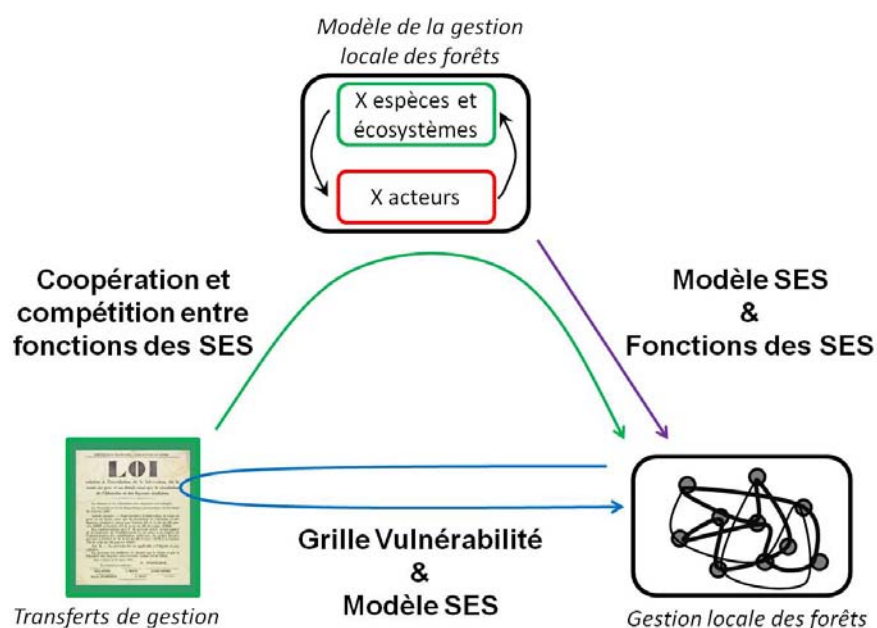 Modèle de la gestion
locale des forêts
X espèces et
écosystèmes
X acteurs
Coopération et
compétition entre
fonctions des SES
Modèle SES
&
Fonctions des SES
LOI
Grille Vulnérabilité
&
Modèle SES
Transferts de gestion
Gestion locale des forêts